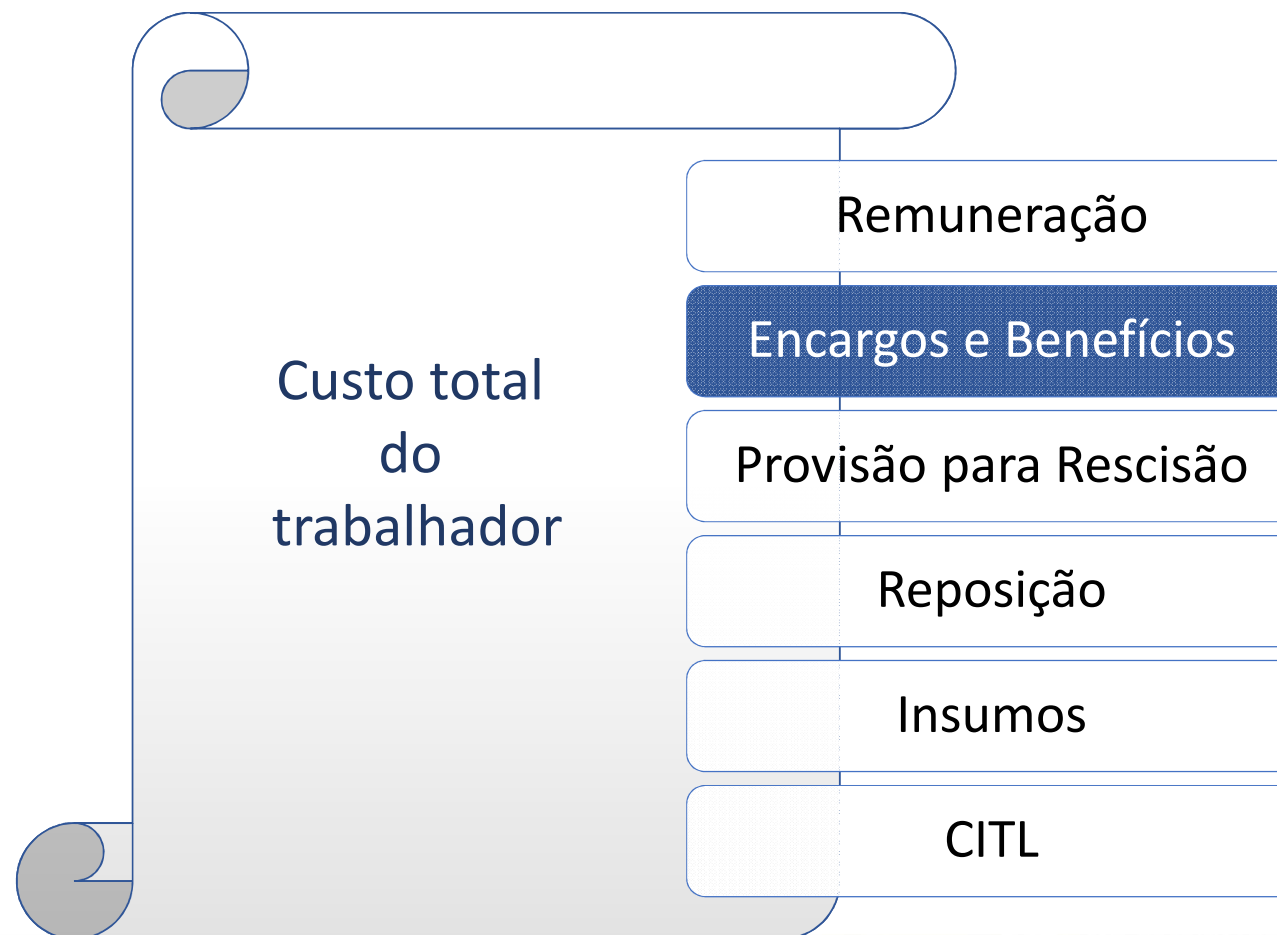 Custo total
do
trabalhador
Remuneração
Encargos e Benefícios
Provisão para Rescisão
Reposição
Insumos
CITL